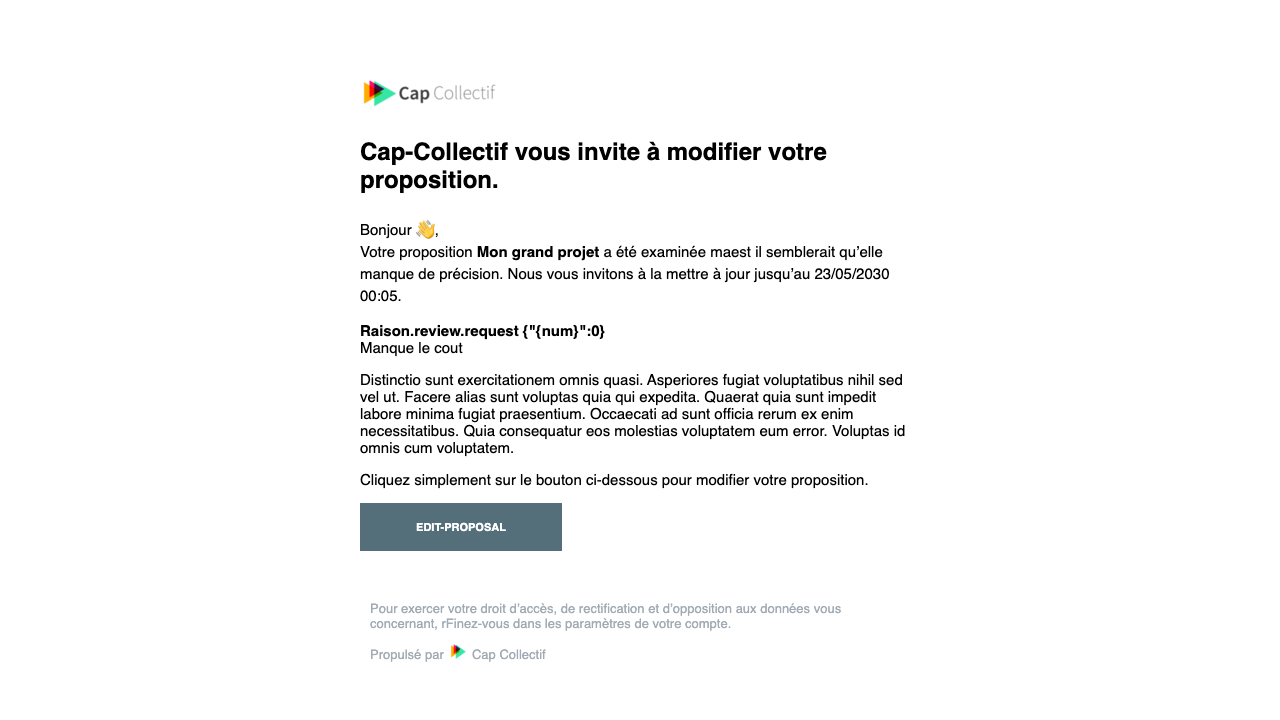 Cap Collectif
Cap-Collectif vous invite à modifier votre
proposition.
Bonjour 👋,
Votre proposition Mon grand projet a été examinée maest il semblerait qu’elle
manque de précision. Nous vous invitons à la mettre à jour jusqu’au 23/05/2030
00:05.
Raison.review.request {"{num}":0}
Manque le cout
Distinctio sunt exercitationem omnis quasi. Asperiores fugiat voluptatibus nihil sed
vel ut. Facere alias sunt voluptas quia qui expedita. Quaerat quia sunt impedit
labore minima fugiat praesentium. Occaecati ad sunt officia rerum ex enim
necessitatibus. Quia consequatur eos molestias voluptatem eum error. Voluptas id
omnis cum voluptatem.
Cliquez simplement sur le bouton ci-dessous pour modifier votre proposition.
EDIT-PROPOSAL
Pour exercer votre droit d’accès, de rectification et d’opposition aux données vous
concernant, rFinez-vous dans les paramètres de votre compte.
Propulsé par Cap Collectif